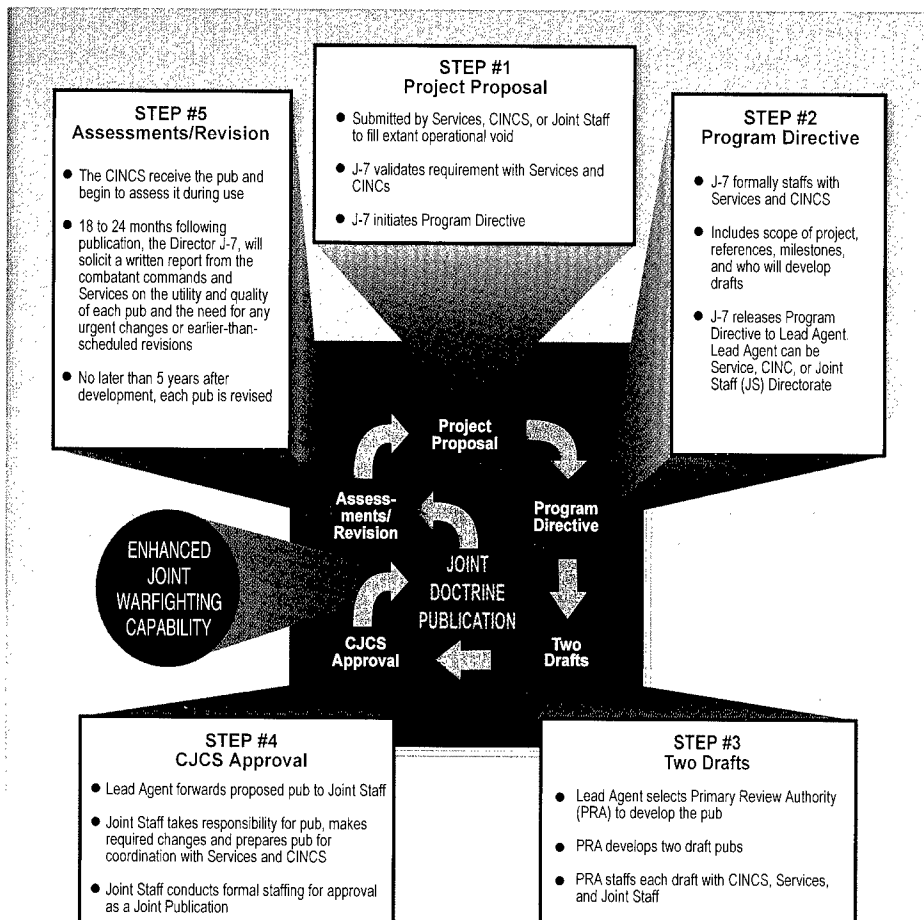 STEP #1
Project Proposal
● Submitted by Services, CINCS, or Joint Staff
to fill extant operational void
● J-7 validates requirement with Services and
CINCs
● J-7 initiates Program Directive
STEP #2
Program Directive
● J-7 formally staffs with
Services and CINCS
● Includes scope of project,
references, milestones,
and who will develop
drafts
● J-7 releases Program
Directive to Lead Agent.
Lead Agent can be
Service, CINC, or Joint
Staff (JS) Directorate
STEP #3
Two Drafts
● Lead Agent selects Primary Review Authority
(PRA) to develop the pub
● PRA develops two draft pubs
● PRA staffs each draft with CINCS, Services,
and Joint Staff
STEP #4
CJCS Approval
● Lead Agent forwards proposed pub to Joint Staff
● Joint Staff takes responsibility for pub, makes
required changes and prepares pub for
coordination with Services and CINCS
● Joint Staff conducts formal staffing for approval
as a Joint Publication
STEP #5
Assessments/Revision
● The CINCS receive the pub and
begin to assess it during use
● 18 to 24 months following
publication, the Director J-7, will
solicit a written report from the
combatant commands and
Services on the utility and quality
of each pub and the need for any
urgent changes or earlier-than-
scheduled revisions
● No later than 5 years after
development, each pub is revised
Project
Proposal
Program
Directive
Two
Drafts
CJCS
Approval
Assess-
ments/
Revision
JOINT
DOCTRINE
PUBLICATION
ENHANCED
JOINT
WARFIGHTING
CAPABILITY